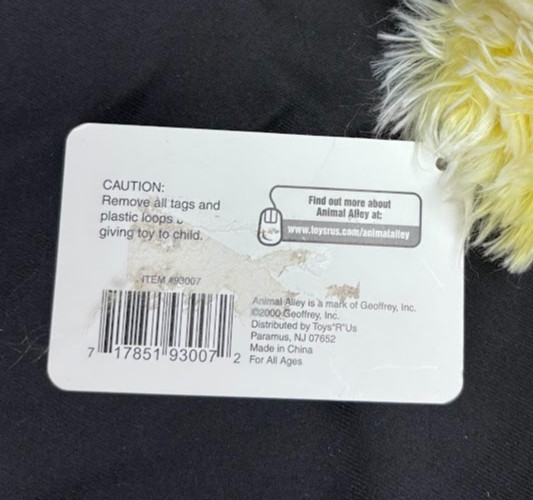 CAUTION:
Remove all tags and
plastic loops
giving toy to child.
Find out more about
Animal Alley at:
www.toysrus.com/animalalley
ITEM #93007
7 17851 93007 2
Animal Alley is a mark of Geoffrey, Inc.
©2000 Geoffrey, Inc.
Distributed by Toys"R"Us
Paramus, NJ 07652
Made in China
For All Ages